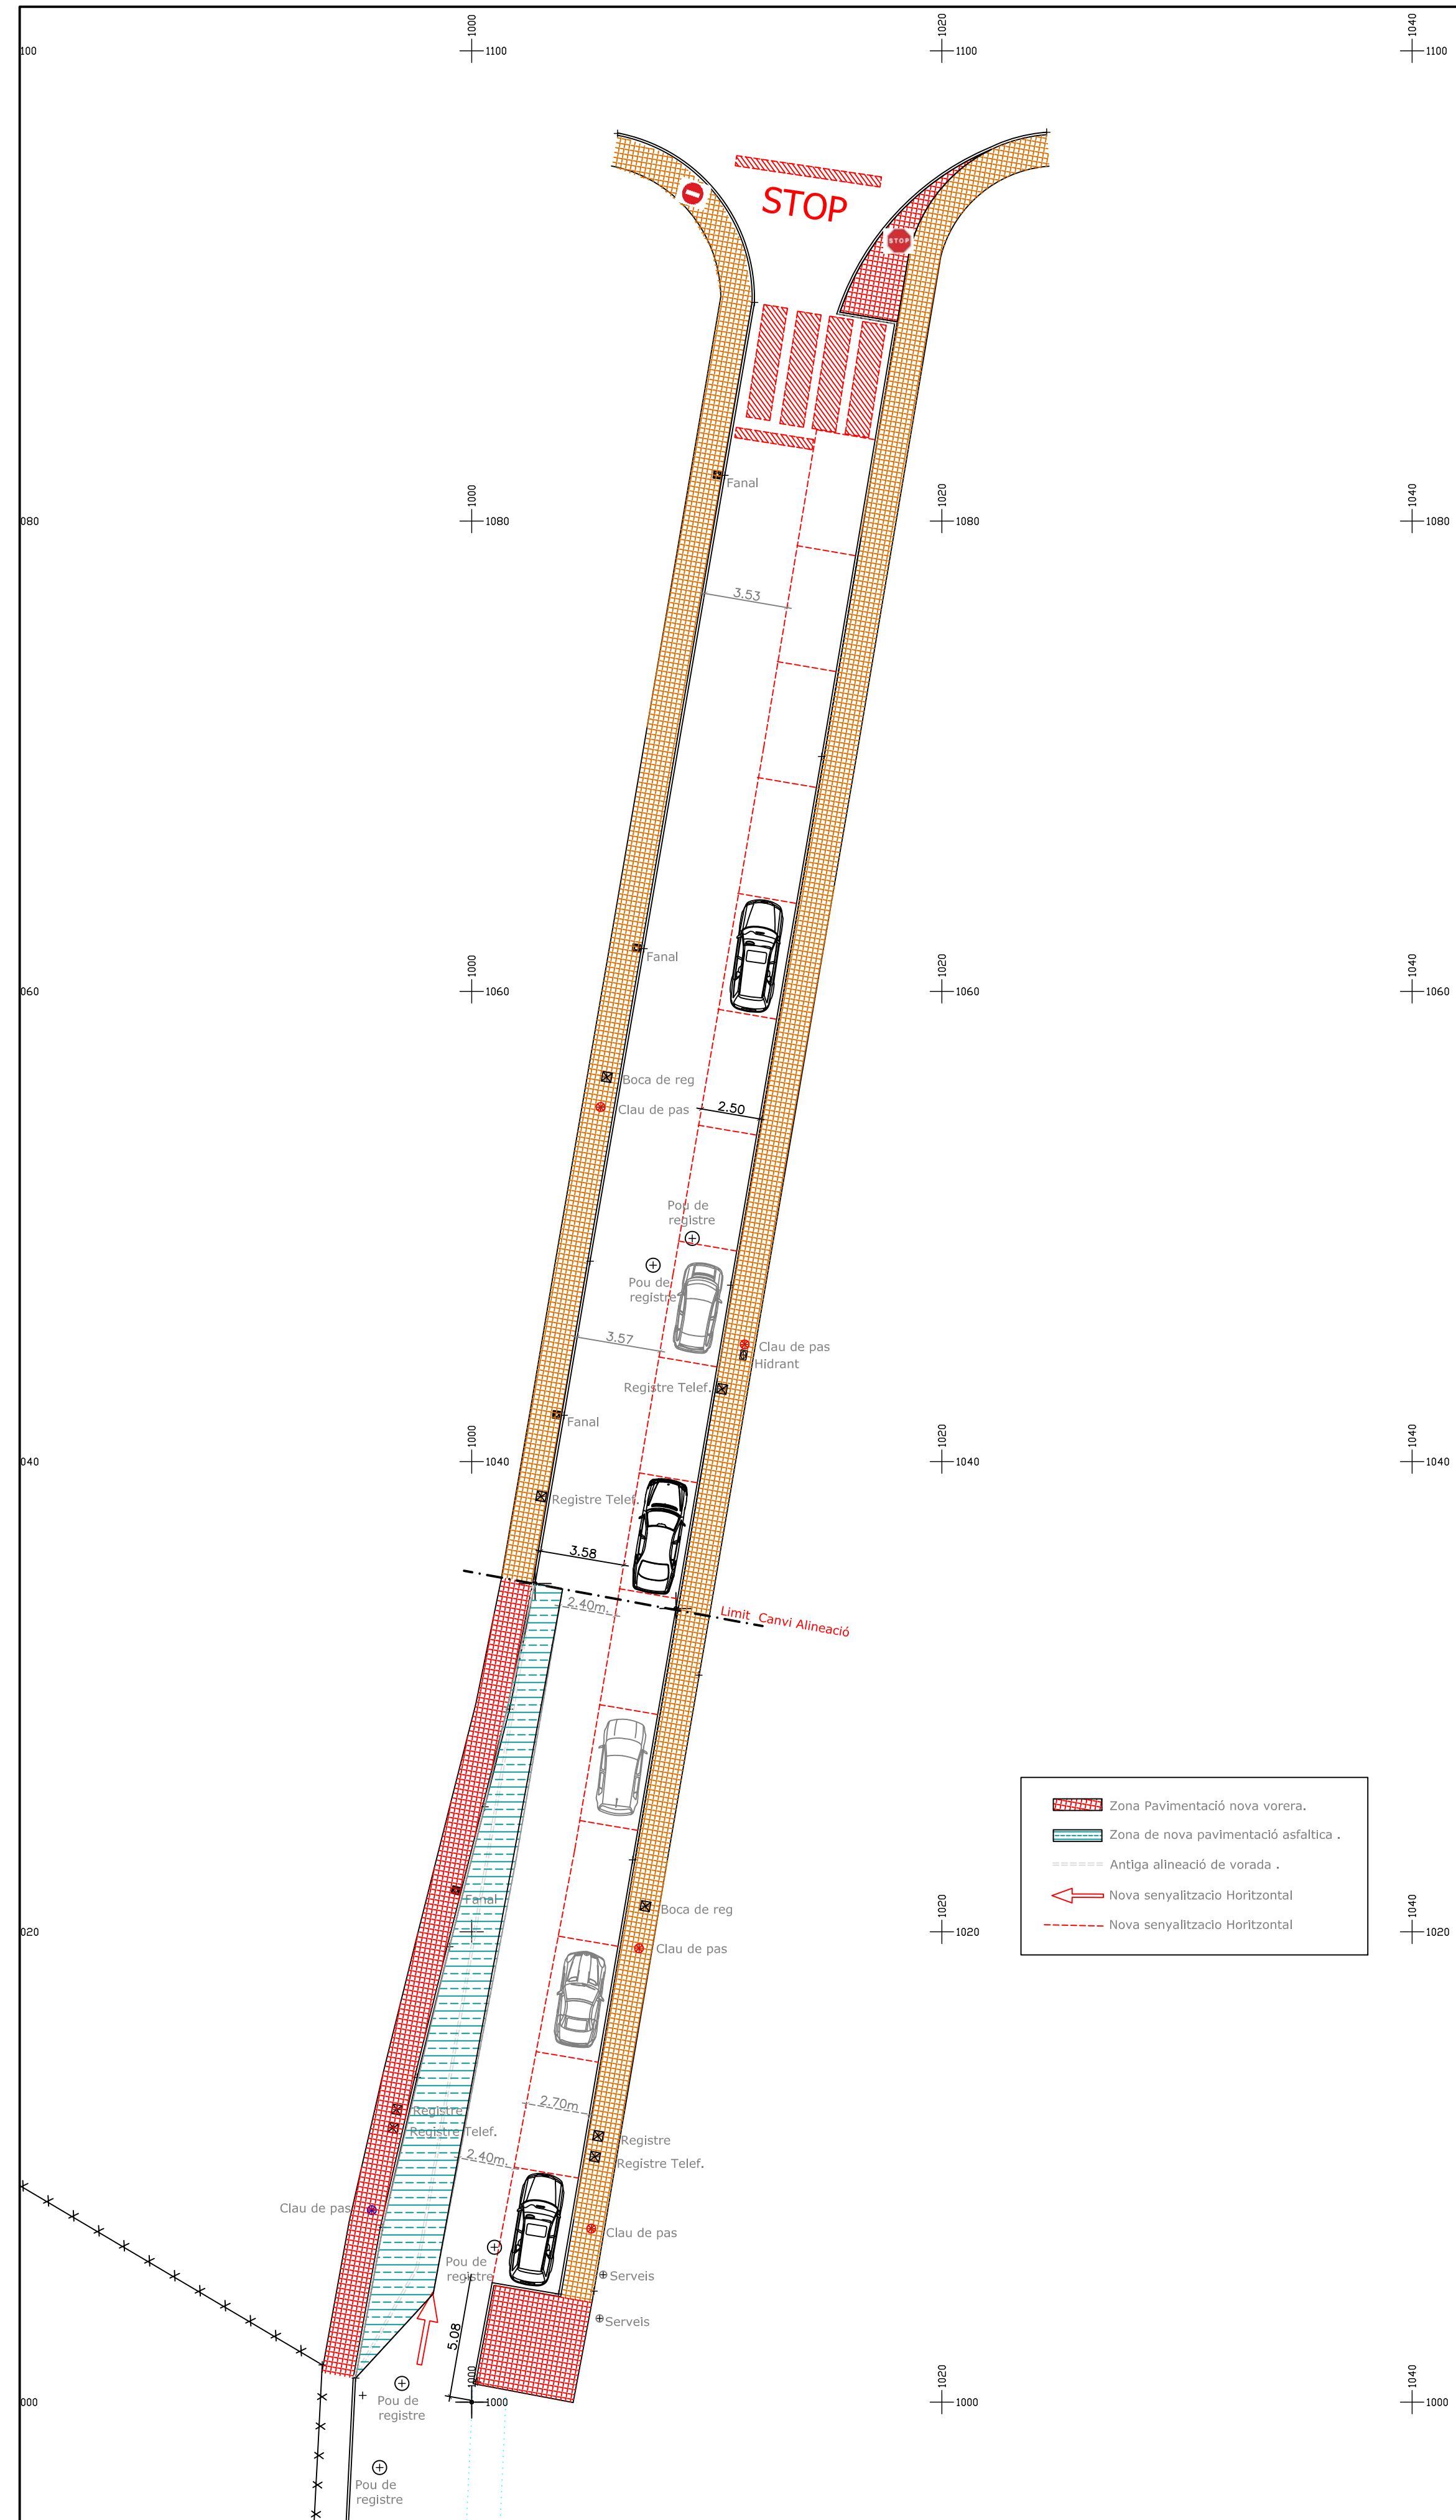 1000
1020
1040
100
1100
1100
1100
STOP
STOP
Fanal
1000
1020
1040
080
1080
1080
1080
3.53
Fanal
1000
1020
1040
060
1060
1060
1060
Boca de reg
Clau de pas
2.50
Pou de
registre
Pou de
registre
3.57
Clau de pas
Hidrant
Registre Telef.
Fanal
1000
1020
1040
040
1040
1040
1040
Registre Telef.
3.58
2.40m.
Limit Canvi Alineació
Zona Pavimentació nova vorera.
Zona de nova pavimentació asfaltica .
Antiga alineació de vorada .
Nova senyalitzacio Horitzontal
Nova senyalitzacio Horitzontal
Fanal
Boca de reg
1020
1040
020
1020
1020
Clau de pas
2.70m
Registre
Registre Telef.
Registre
Registre Telef.
2.40m.
Clau de pas
Clau de pas
Pou de
registre
Serveis
Serveis
5.08
1000
1020
1040
000
1000
1000
1000
Pou de
registre
Pou de
registre